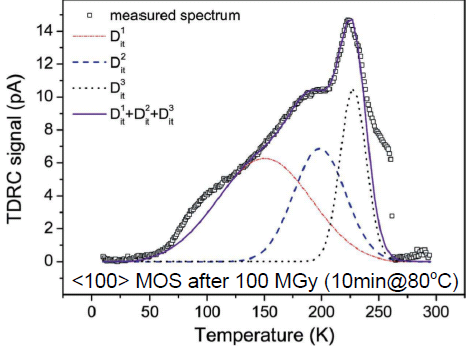 measured spectrum
D¹it
D²it
D³it
D¹it+D²it+D³it
14
12
10
8
6
4
2
0
TDRC signal (pA)
<100> MOS after 100 MGy (10min@80°C)
0 50 100 150 200 250 300
Temperature (K)